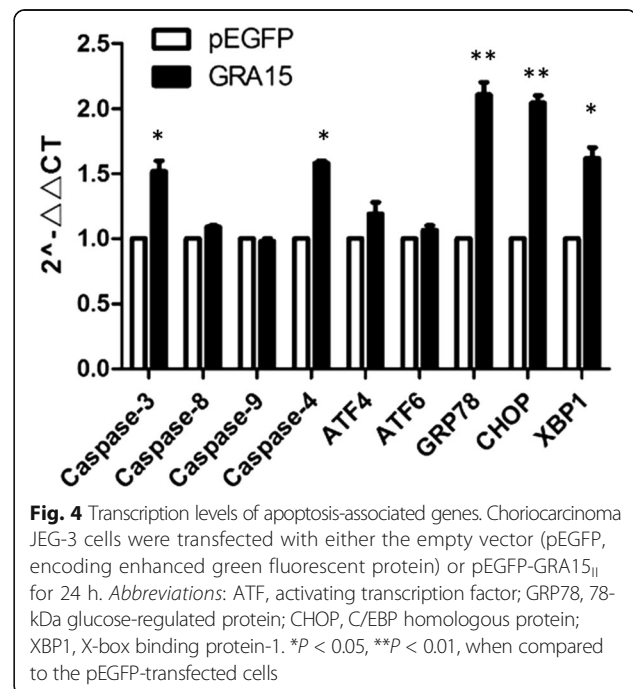 2.5
2.0
1.5
1.0
0.5
0.0
2^-△△CT
pEGFP
GRA15
*
*
**
**
*
Caspase-3
Caspase-8
Caspase-9
Caspase-4
ATF4
ATF6
GRP78
CHOP
XBP1
Fig. 4 Transcription levels of apoptosis-associated genes. Choriocarcinoma
JEG-3 cells were transfected with either the empty vector (pEGFP,
encoding enhanced green fluorescent protein) or pEGFP-GRA15II
for 24 h. Abbreviations: ATF, activating transcription factor; GRP78, 78-
kDa glucose-regulated protein; CHOP, C/EBP homologous protein;
XBP1, X-box binding protein-1. *P < 0.05, **P < 0.01, when compared
to the pEGFP-transfected cells